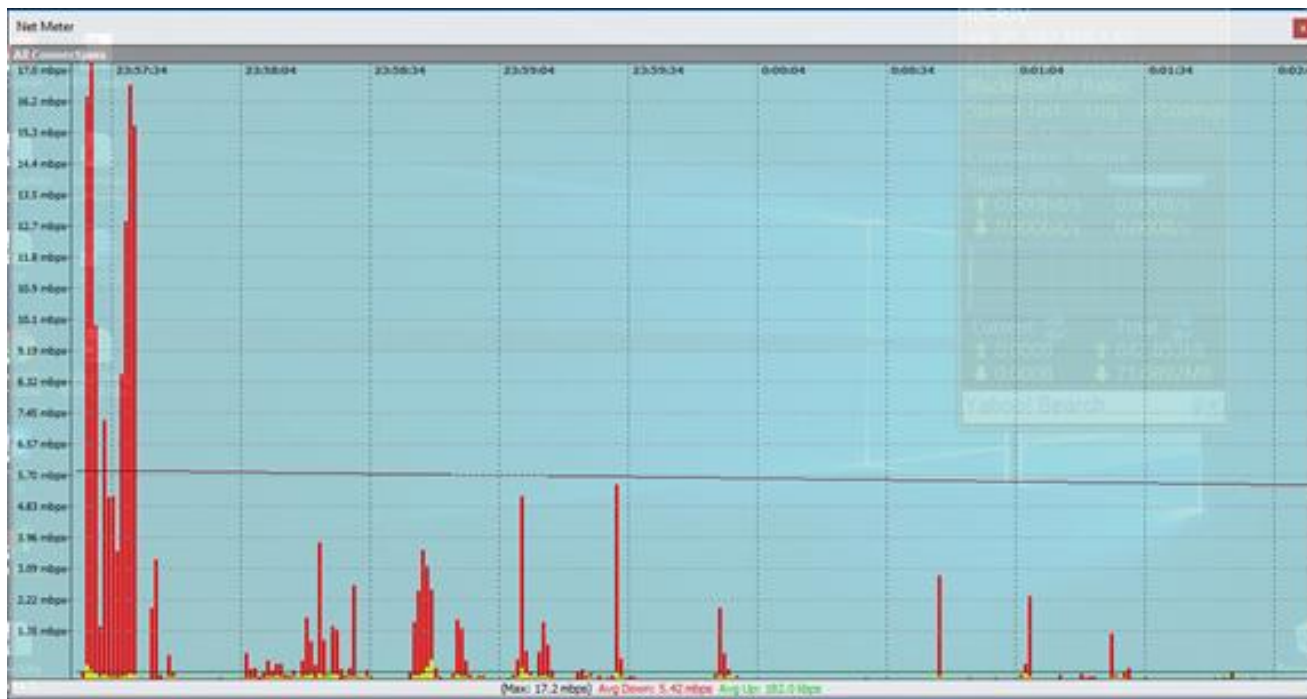 Net Meter
All Connections
23:57:34 23:58:04 23:58:34 23:59:04 23:59:34 0:00:04 0:00:34 0:01:04 0:01:34 0:02
17.0 mbps
16.2 mbps
15.3 mbps
14.4 mbps
13.5 mbps
12.7 mbps
11.8 mbps
10.9 mbps
10.1 mbps
9.19 mbps
8.32 mbps
7.45 mbps
6.57 mbps
5.70 mbps
4.83 mbps
3.96 mbps
3.09 mbps
2.22 mbps
1.35 mbps
Current Total
Yahoo! Search
(Max: 17.2 mbps) Avg Down: 5.42 mbps Avg Up: 182.0 kbps